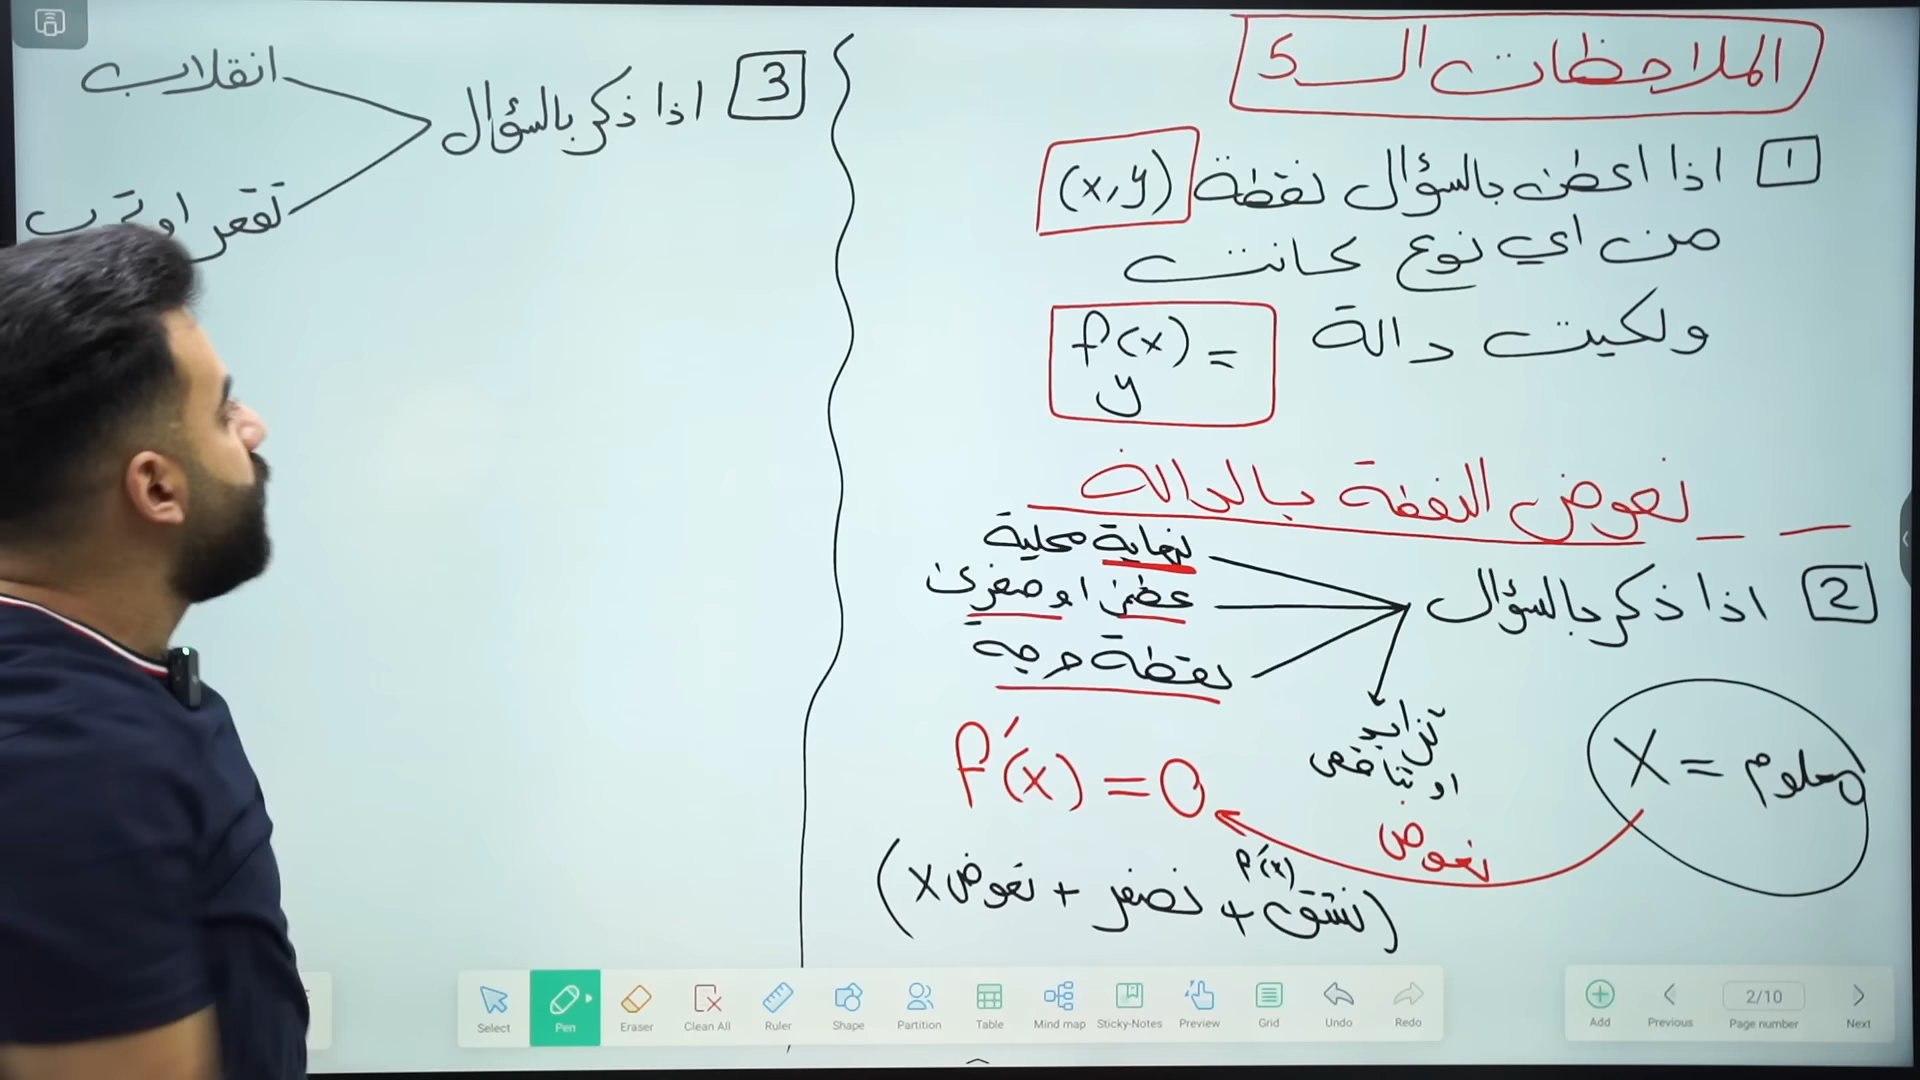 الملاحظات الـ 5
1 اذا اعطى بالسؤال نقطة (x,y)
من اي نوع كانت
ولكيت دالة f(x) =
y
نعوض النقطة بالدالة
2 اذا ذكر بالسؤال
نهاية محلية
عظمى او صغرى
نقطة حرجة
تزايد
او تناقص
x = معلوم
نعوض
f′(x) = 0
f′(x)
(نشتق + نصفر + نعوض x)
3 اذا ذكر بالسؤال
انقلاب
تقعر او
Select
Pen
Eraser
Clean All
Ruler
Shape
Partition
Table
Mind map
Sticky-Notes
Preview
Grid
Undo
Redo
Add
Previous
2/10
Page number
Next